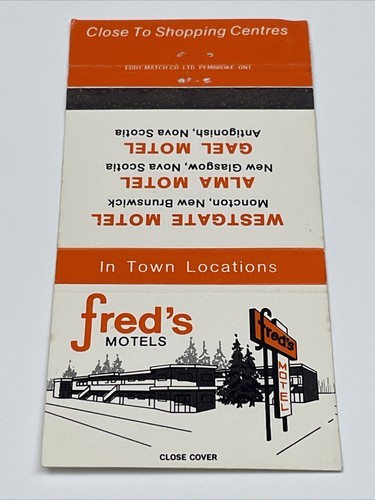 Close To Shopping Centres
EDDY MATCH CO LTD PEMBROKE, ONT
WESTGATE MOTEL
Moncton, New Brunswick
ALMA MOTEL
New Glasgow, Nova Scotia
GAEL MOTEL
Antigonish, Nova Scotia
In Town Locations
fred's
MOTELS
fred's
MOTEL
CLOSE COVER